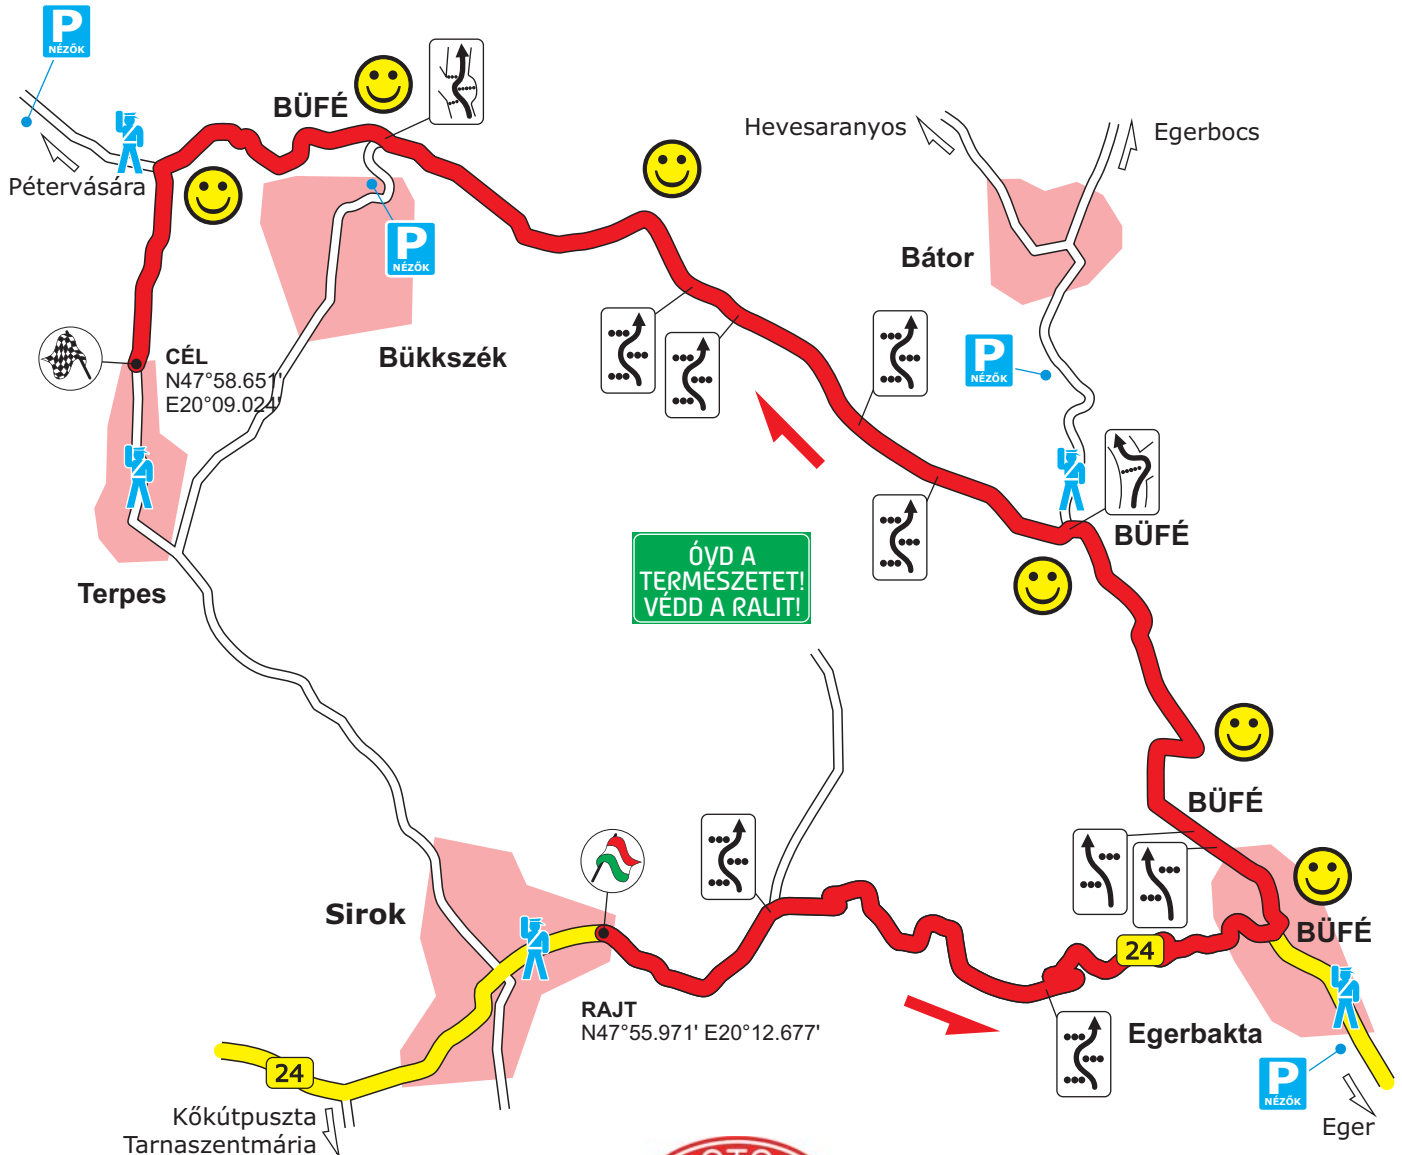 P
NÉZŐK
BÜFÉ
Pétervására
Hevesaranyos
Egerbocs
P
NÉZŐK
Bátor
CÉL
N47°58.651'
E20°09.024'
Bükkszék
P
NÉZŐK
BÜFÉ
ÓVD A
TERMÉSZETET!
VÉDD A RALIT!
Terpes
BÜFÉ
Sirok
BÜFÉ
24
RAJT
N47°55.971' E20°12.677'
Egerbakta
24
P
NÉZŐK
Kőkútpuszta
Tarnaszentmária
Eger